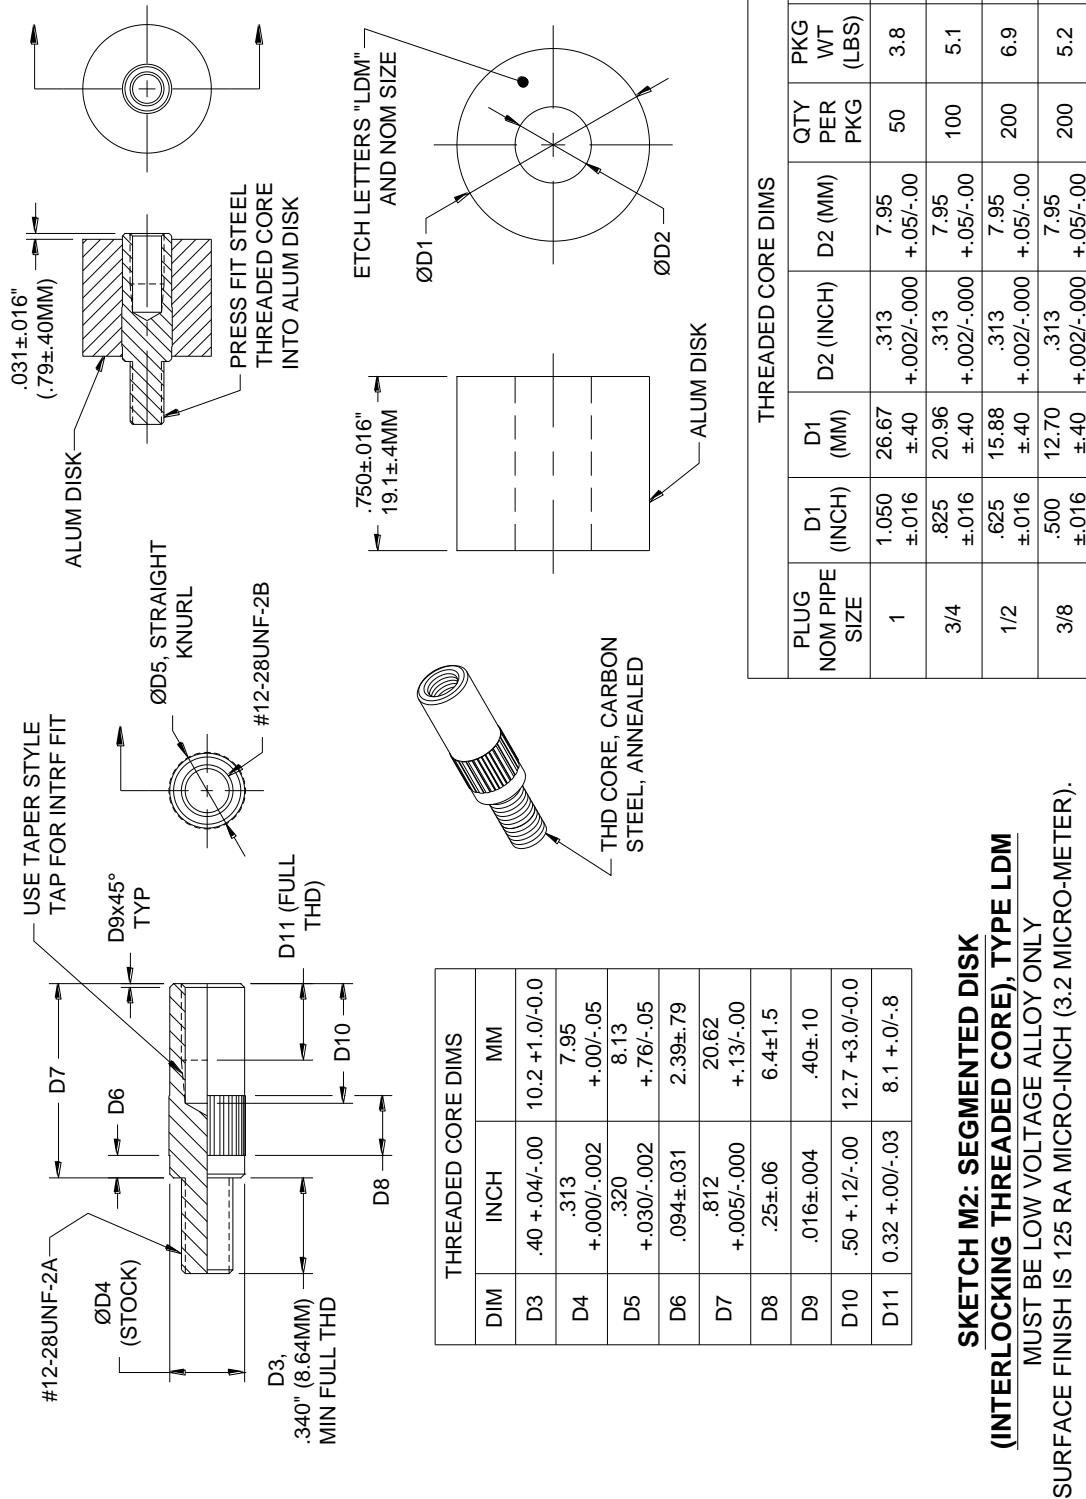 #12-28UNF-2A
ØD4
(STOCK)
D3,
.340" (8.64MM)
MIN FULL THD
D7
D6
D8
D10
D11 (FULL
THD)
D9x45°
TYP
USE TAPER STYLE
TAP FOR INTRF FIT
ØD5, STRAIGHT
KNURL
#12-28UNF-2B
ALUM DISK
.031±.016"
(.79±.40MM)
PRESS FIT STEEL
THREADED CORE
INTO ALUM DISK
THD CORE, CARBON
STEEL, ANNEALED
.750±.016"
19.1±.4MM
ALUM DISK
ETCH LETTERS "LDM"
AND NOM SIZE
ØD1
ØD2
THREADED CORE DIMS
DIM INCH MM
D3 .40 +.04/-.00 10.2 +1.0/-0.0
D4 .313 +.000/-.002 7.95 +.00/-.05
D5 .320 +.030/-.002 8.13 +.76/-.05
D6 .094±.031 2.39±.79
D7 .812 +.005/-.000 20.62 +.13/-.00
D8 .25±.06 6.4±1.5
D9 .016±.004 .40±.10
D10 .50 +.12/-.00 12.7 +3.0/-0.0
D11 0.32 +.00/-.03 8.1 +.0/-.8
THREADED CORE DIMS
PLUG NOM PIPE SIZE D1 (INCH) D1 (MM) D2 (INCH) D2 (MM) QTY PER PKG PKG WT (LBS)
1 1.050 ±.016 26.67 ±.40 .313 +.002/-.000 7.95 +.05/-.00 50 3.8
3/4 .825 ±.016 20.96 ±.40 .313 +.002/-.000 7.95 +.05/-.00 100 5.1
1/2 .625 ±.016 15.88 ±.40 .313 +.002/-.000 7.95 +.05/-.00 200 6.9
3/8 .500 ±.016 12.70 ±.40 .313 +.002/-.000 7.95 +.05/-.00 200 5.2
SKETCH M2: SEGMENTED DISK
(INTERLOCKING THREADED CORE), TYPE LDM
MUST BE LOW VOLTAGE ALLOY ONLY
SURFACE FINISH IS 125 RA MICRO-INCH (3.2 MICRO-METER).